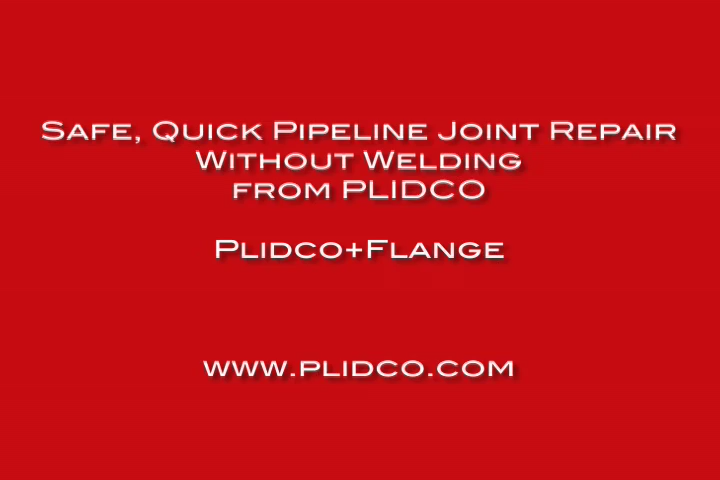 Safe, Quick Pipeline Joint Repair
Without Welding
from PLIDCO
Plidco+Flange
www.plidco.com